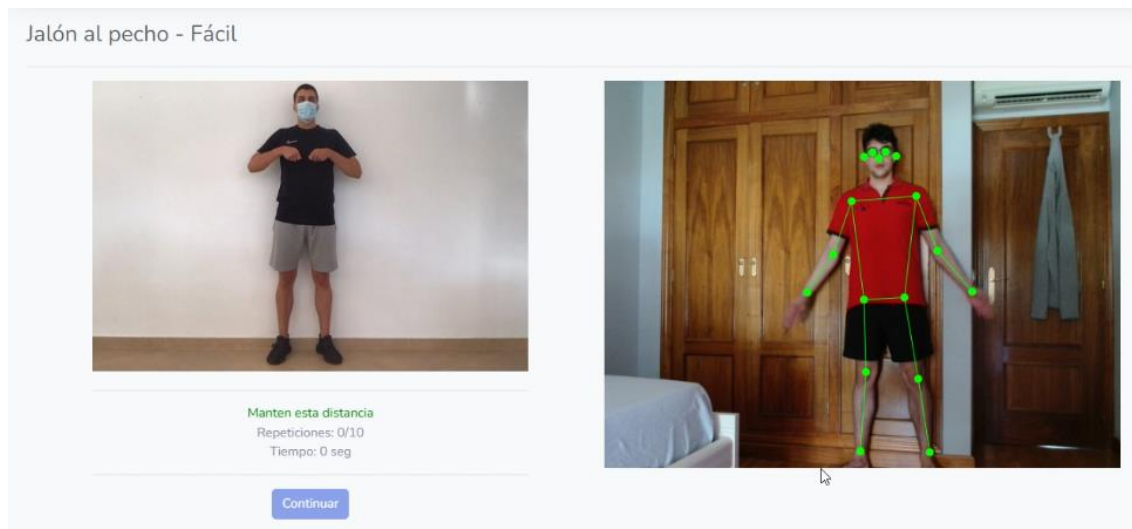 Jalón al pecho - Fácil
Manten esta distancia
Repeticiones: 0/10
Tiempo: 0 seg
Continuar